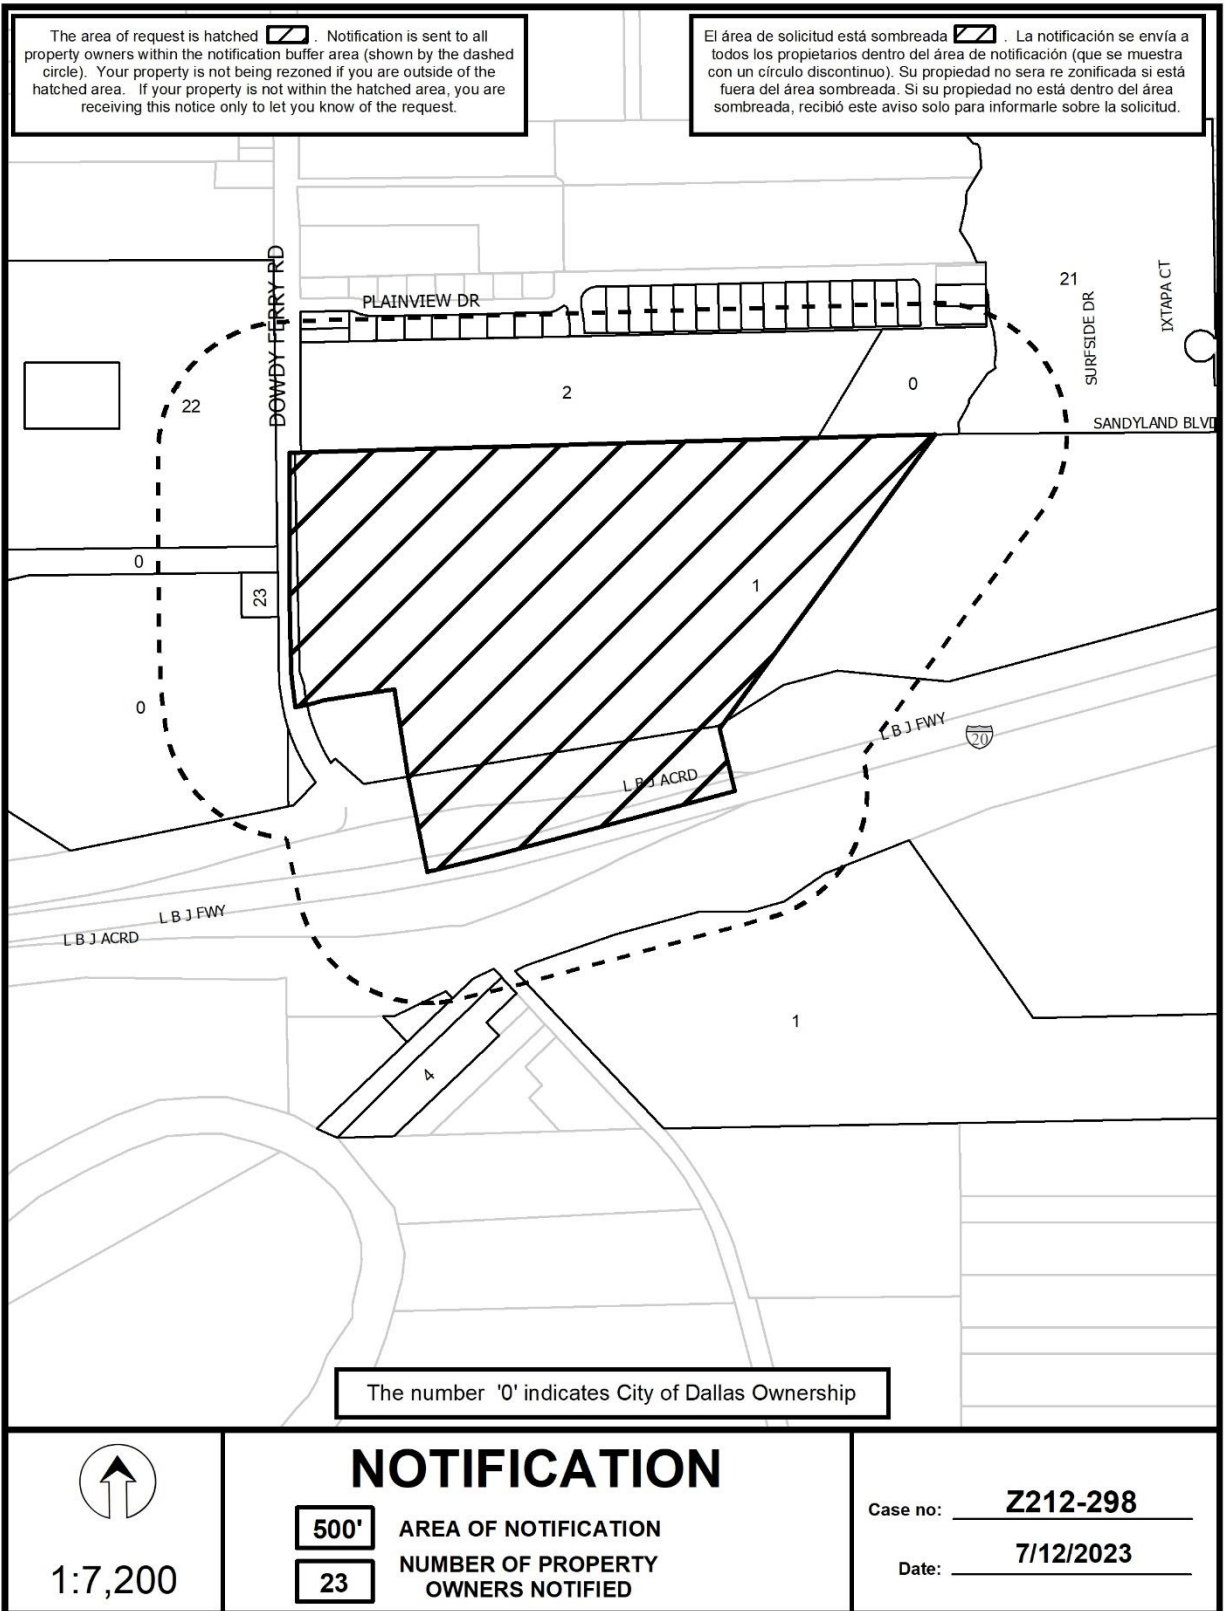 The area of request is hatched . Notification is sent to all
property owners within the notification buffer area (shown by the dashed
circle). Your property is not being rezoned if you are outside of the
hatched area. If your property is not within the hatched area, you are
receiving this notice only to let you know of the request.
El área de solicitud está sombreada . La notificación se envía a
todos los propietarios dentro del área de notificación (que se muestra
con un círculo discontinuo). Su propiedad no sera re zonificada si está
fuera del área sombreada. Si su propiedad no está dentro del área
sombreada, recibió este aviso solo para informarle sobre la solicitud.
DOWDY FERRY RD
PLAINVIEW DR
21
SURFSIDE DR
IXTAPA CT
22
2
0
SANDYLAND BLVD
0
23
1
0
L B J FWY
20
L B J ACRD
L B J FWY
L B J ACRD
1
4
The number '0' indicates City of Dallas Ownership
1:7,200
NOTIFICATION
500' AREA OF NOTIFICATION
23 NUMBER OF PROPERTY
OWNERS NOTIFIED
Case no: Z212-298
Date: 7/12/2023